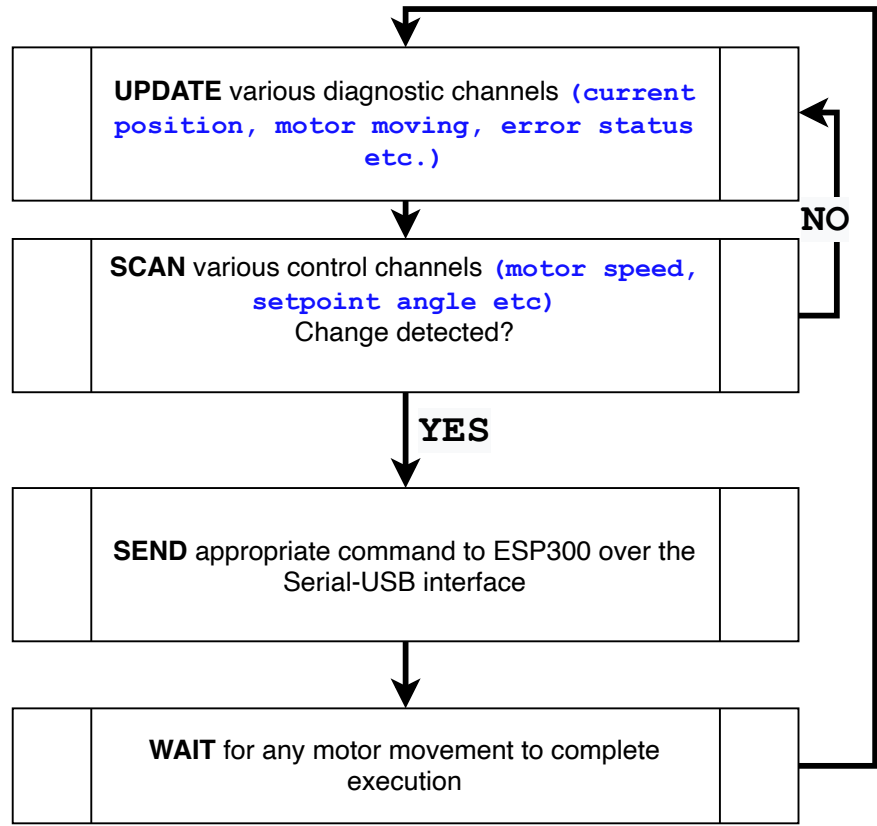 UPDATE various diagnostic channels (current
position, motor moving, error status
etc.)
NO
SCAN various control channels (motor speed,
setpoint angle etc)
Change detected?
YES
SEND appropriate command to ESP300 over the
Serial-USB interface
WAIT for any motor movement to complete
execution